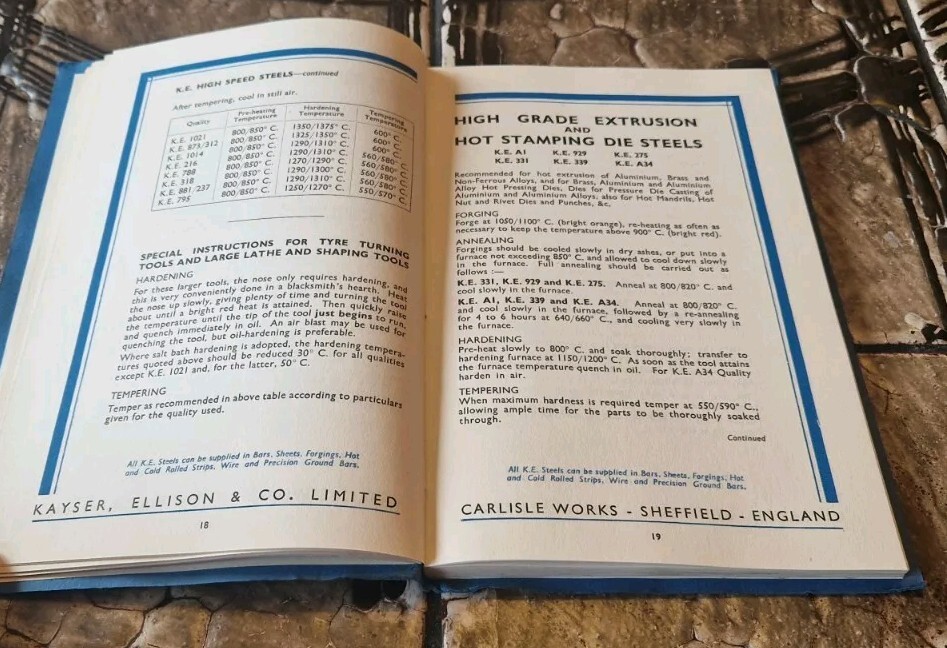 K.E. HIGH SPEED STEELS—continued
After tempering, cool in still air.
Quality Pre-heating Temperature Hardening Temperature Tempering Temperature
K.E. 1021 800/850° C. 1350/1375° C. 600° C.
K.E. 873/312 800/850° C. 1325/1350° C. 600° C.
K.E. 1014 800/850° C. 1290/1310° C. 600° C.
K.E. 216 800/850° C. 1290/1310° C. 560/580° C.
K.E. 788 800/850° C. 1270/1290° C. 560/580° C.
K.E. 318 800/850° C. 1290/1300° C. 560/580° C.
K.E. 881/237 800/850° C. 1290/1310° C. 560/580° C.
K.E. 795 800/850° C. 1250/1270° C. 550/570° C.
SPECIAL INSTRUCTIONS FOR TYRE TURNING
TOOLS AND LARGE LATHE AND SHAPING TOOLS
HARDENING
For these larger tools, the nose only requires hardening, and
this is very conveniently done in a blacksmith's hearth. Heat
the nose up slowly, giving plenty of time and turning the tool
about until a bright red heat is attained. Then quickly raise
the temperature until the tip of the tool just begins to run,
and quench immediately in oil. An air blast may be used for
quenching the tool, but oil-hardening is preferable.
Where salt bath hardening is adopted, the hardening tempera-
tures quoted above should be reduced 30° C. for all qualities
except K.E. 1021 and, for the latter, 50° C.
TEMPERING
Temper as recommended in above table according to particulars
given for the quality used.
All K.E. Steels can be supplied in Bars, Sheets, Forgings, Hot
and Cold Rolled Strips, Wire and Precision Ground Bars.
KAYSER, ELLISON & CO. LIMITED
18
HIGH GRADE EXTRUSION
AND
HOT STAMPING DIE STEELS
K.E. A1 K.E. 929 K.E. 275
K.E. 331 K.E. 339 K.E. A34
Recommended for hot extrusion of Aluminium, Brass and
Non-Ferrous Alloys, and for Brass, Aluminium and Aluminium
Alloy Hot Pressing Dies, Dies for Pressure Die Casting of
Aluminium and Aluminium Alloys, also for Hot Mandrils, Hot
Nut and Rivet Dies and Punches, &c.
FORGING
Forge at 1050/1100° C. (bright orange), re-heating as often as
necessary to keep the temperature above 900° C. (bright red).
ANNEALING
Forgings should be cooled slowly in dry ashes, or put into a
furnace not exceeding 850° C. and allowed to cool down slowly
in the furnace. Full annealing should be carried out as
follows :—
K.E. 331, K.E. 929 and K.E. 275. Anneal at 800/820° C. and
cool slowly in the furnace.
K.E. A1, K.E. 339 and K.E. A34. Anneal at 800/820° C.
and cool slowly in the furnace, followed by a re-annealing
for 4 to 6 hours at 640/660° C., and cooling very slowly in
the furnace.
HARDENING
Pre-heat slowly to 800° C. and soak thoroughly; transfer to
hardening furnace at 1150/1200° C. As soon as the tool attains
the furnace temperature quench in oil. For K.E. A34 Quality
harden in air.
TEMPERING
When maximum hardness is required temper at 550/590° C.,
allowing ample time for the parts to be thoroughly soaked
through.
Continued
All K.E. Steels can be supplied in Bars, Sheets, Forgings, Hot
and Cold Rolled Strips, Wire and Precision Ground Bars.
CARLISLE WORKS - SHEFFIELD - ENGLAND
19